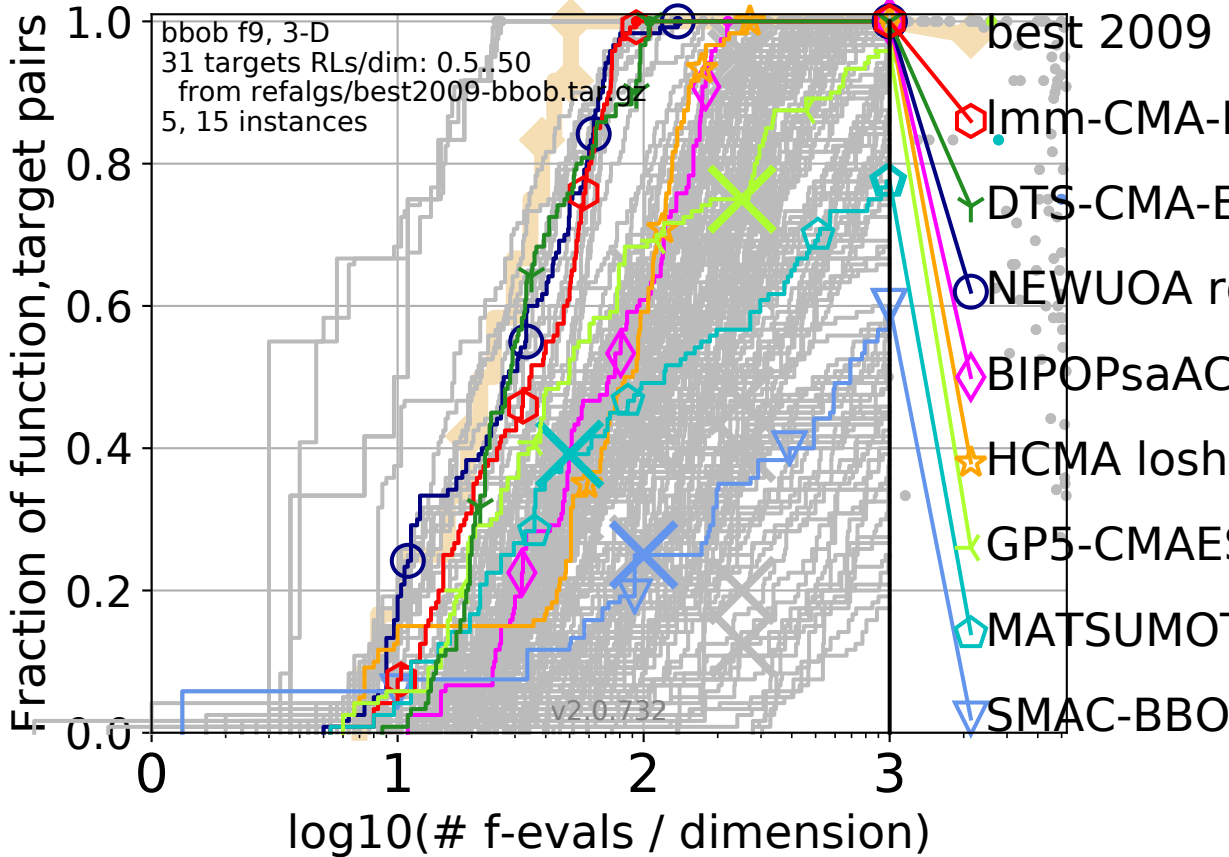 bbob f9, 3-D
31 targets RLs/dim: 0.5..50
from refalgs/best2009-bbob.tar.gz
5, 15 instances
Fraction of function,target pairs
1.0
0.8
0.6
0.4
0.2
0.0
0
1
2
3
log10(# f-evals / dimension)
v2.0.732
best 2009
lmm-CMA-
DTS-CMA-E
NEWUOA r
BIPOPsaAC
HCMA losh
GP5-CMAES
MATSUMOT
SMAC-BBO